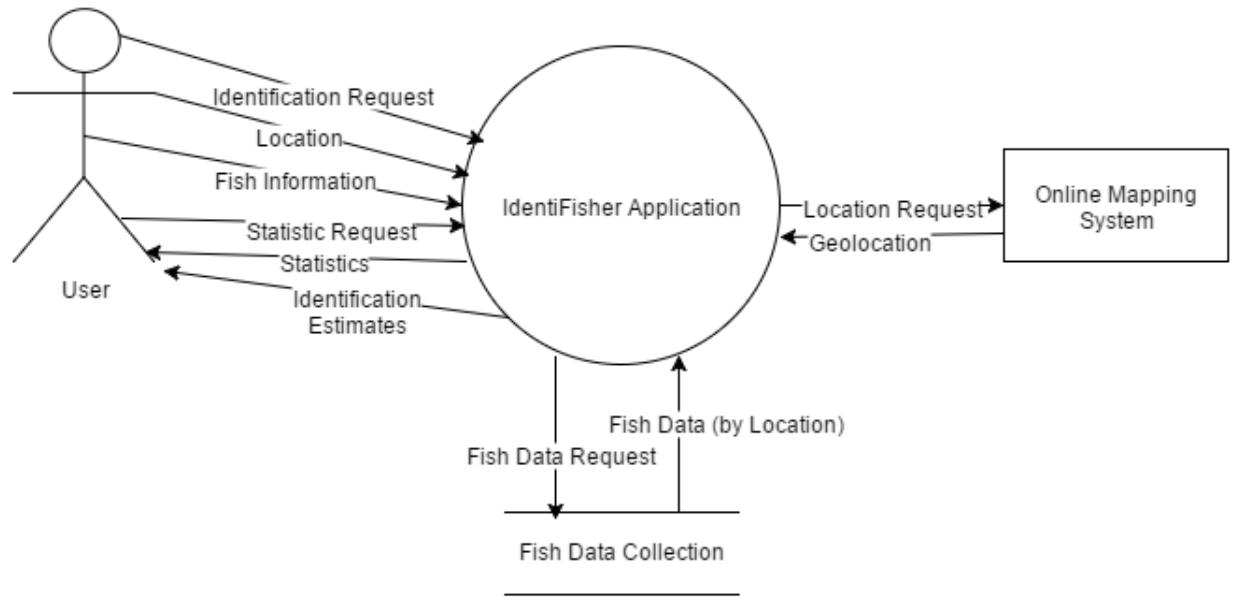 Identification Request
Location
Fish Information
Statistic Request
Statistics
Identification
Estimates
User
IdentiFisher Application
Location Request
Geolocation
Online Mapping
System
Fish Data (by Location)
Fish Data Request
Fish Data Collection